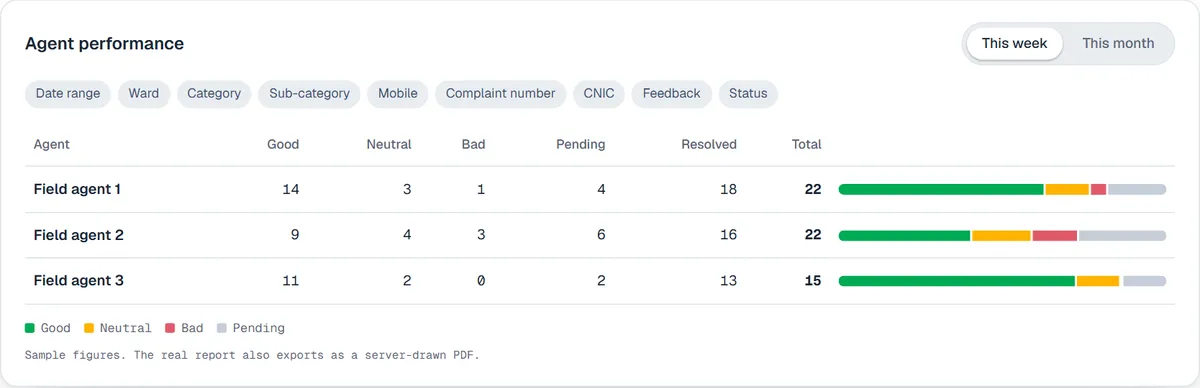 Agent performance
This week This month
Date range Ward Category Sub-category Mobile Complaint number CNIC Feedback Status
Agent Good Neutral Bad Pending Resolved Total
Field agent 1 14 3 1 4 18 22
Field agent 2 9 4 3 6 16 22
Field agent 3 11 2 0 2 13 15
Good Neutral Bad Pending
Sample figures. The real report also exports as a server-drawn PDF.